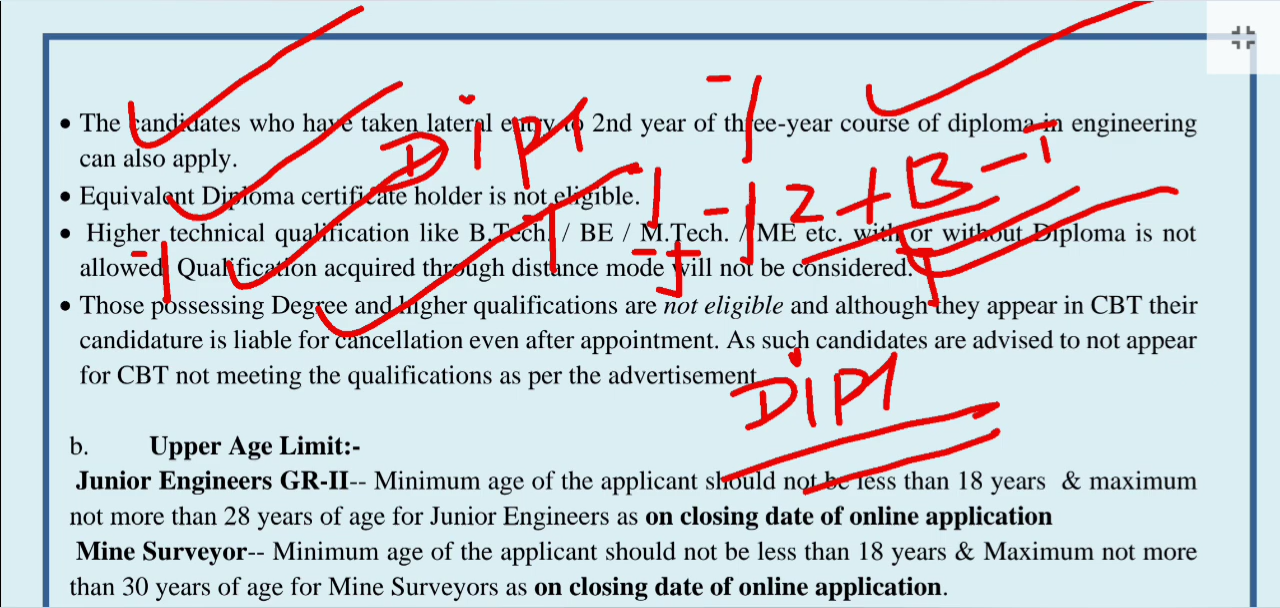 • The candidates who have taken lateral entry to 2nd year of three-year course of diploma in engineering
can also apply.
• Equivalent Diploma certificate holder is not eligible.
• Higher technical qualification like B.Tech. / BE / M.Tech. / ME etc. with or without Diploma is not
allowed. Qualification acquired through distance mode will not be considered.
• Those possessing Degree and higher qualifications are not eligible and although they appear in CBT their
candidature is liable for cancellation even after appointment. As such candidates are advised to not appear
for CBT not meeting the qualifications as per the advertisement
Dip
2 + B - T
Dip
b. Upper Age Limit:-
Junior Engineers GR-II-- Minimum age of the applicant should not be less than 18 years & maximum
not more than 28 years of age for Junior Engineers as on closing date of online application
Mine Surveyor-- Minimum age of the applicant should not be less than 18 years & Maximum not more
than 30 years of age for Mine Surveyors as on closing date of online application.